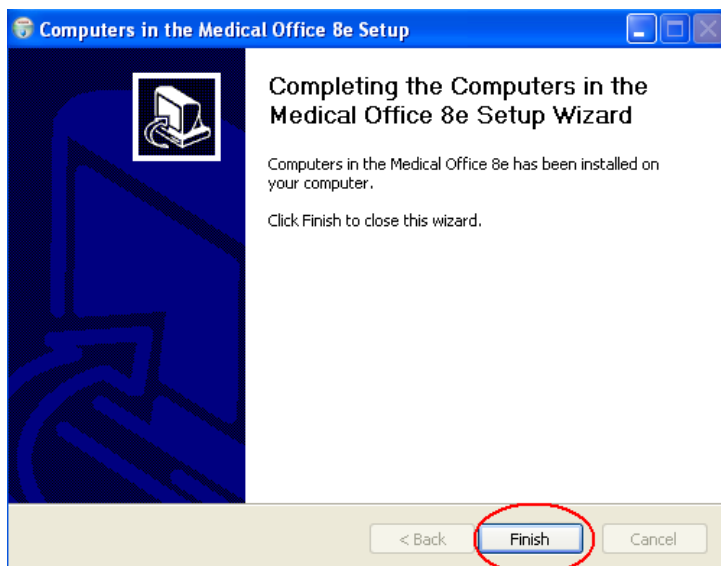 Computers in the Medical Office 8e Setup
Completing the Computers in the
Medical Office 8e Setup Wizard
Computers in the Medical Office 8e has been installed on
your computer.
Click Finish to close this wizard.
< Back Finish Cancel